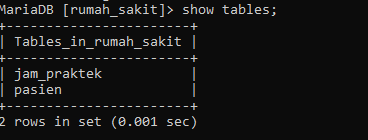 MariaDB [rumah_sakit]> show tables;
+-----------------------+
| Tables_in_rumah_sakit |
+-----------------------+
| jam_praktek           |
| pasien                |
+-----------------------+
2 rows in set (0.001 sec)